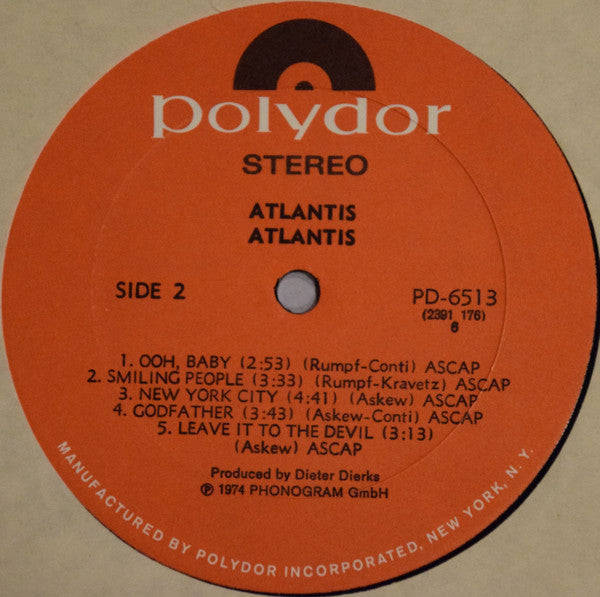 polydor
STEREO
ATLANTIS
ATLANTIS
SIDE 2
PD-6513
(2391 176)
6
1. OOH, BABY (2:53) (Rumpf-Conti) ASCAP
2. SMILING PEOPLE (3:33) (Rumpf-Kravetz) ASCAP
3. NEW YORK CITY (4:41) (Askew) ASCAP
4. GODFATHER (3:43) (Askew-Conti) ASCAP
5. LEAVE IT TO THE DEVIL (3:13)
(Askew) ASCAP
Produced by Dieter Dierks
℗ 1974 PHONOGRAM GmbH
MANUFACTURED BY POLYDOR INCORPORATED, NEW YORK, N. Y.